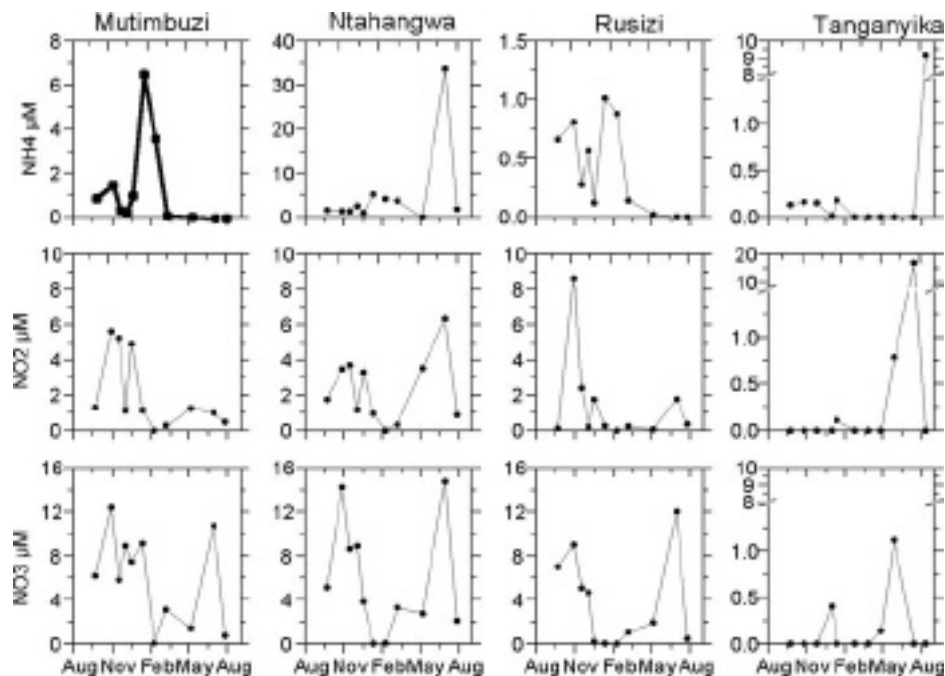 Mutimbuzi Ntahangwa Rusizi Tanganyika
NH4 µM
8 6 4 2 0
40 30 20 10 0
1.5 1.0 0.5 0.0
10 9 8 1.0 0.5 0.0
NO2 µM
10 8 6 4 2 0
10 8 6 4 2 0
10 8 6 4 2 0
20 10 1.0 0.5 0.0
NO3 µM
16 12 8 4 0
16 12 8 4 0
16 12 8 4 0
10 9 8 1.0 0.5 0.0
Aug Nov Feb May Aug Aug Nov Feb May Aug Aug Nov Feb May Aug Aug Nov Feb May Aug